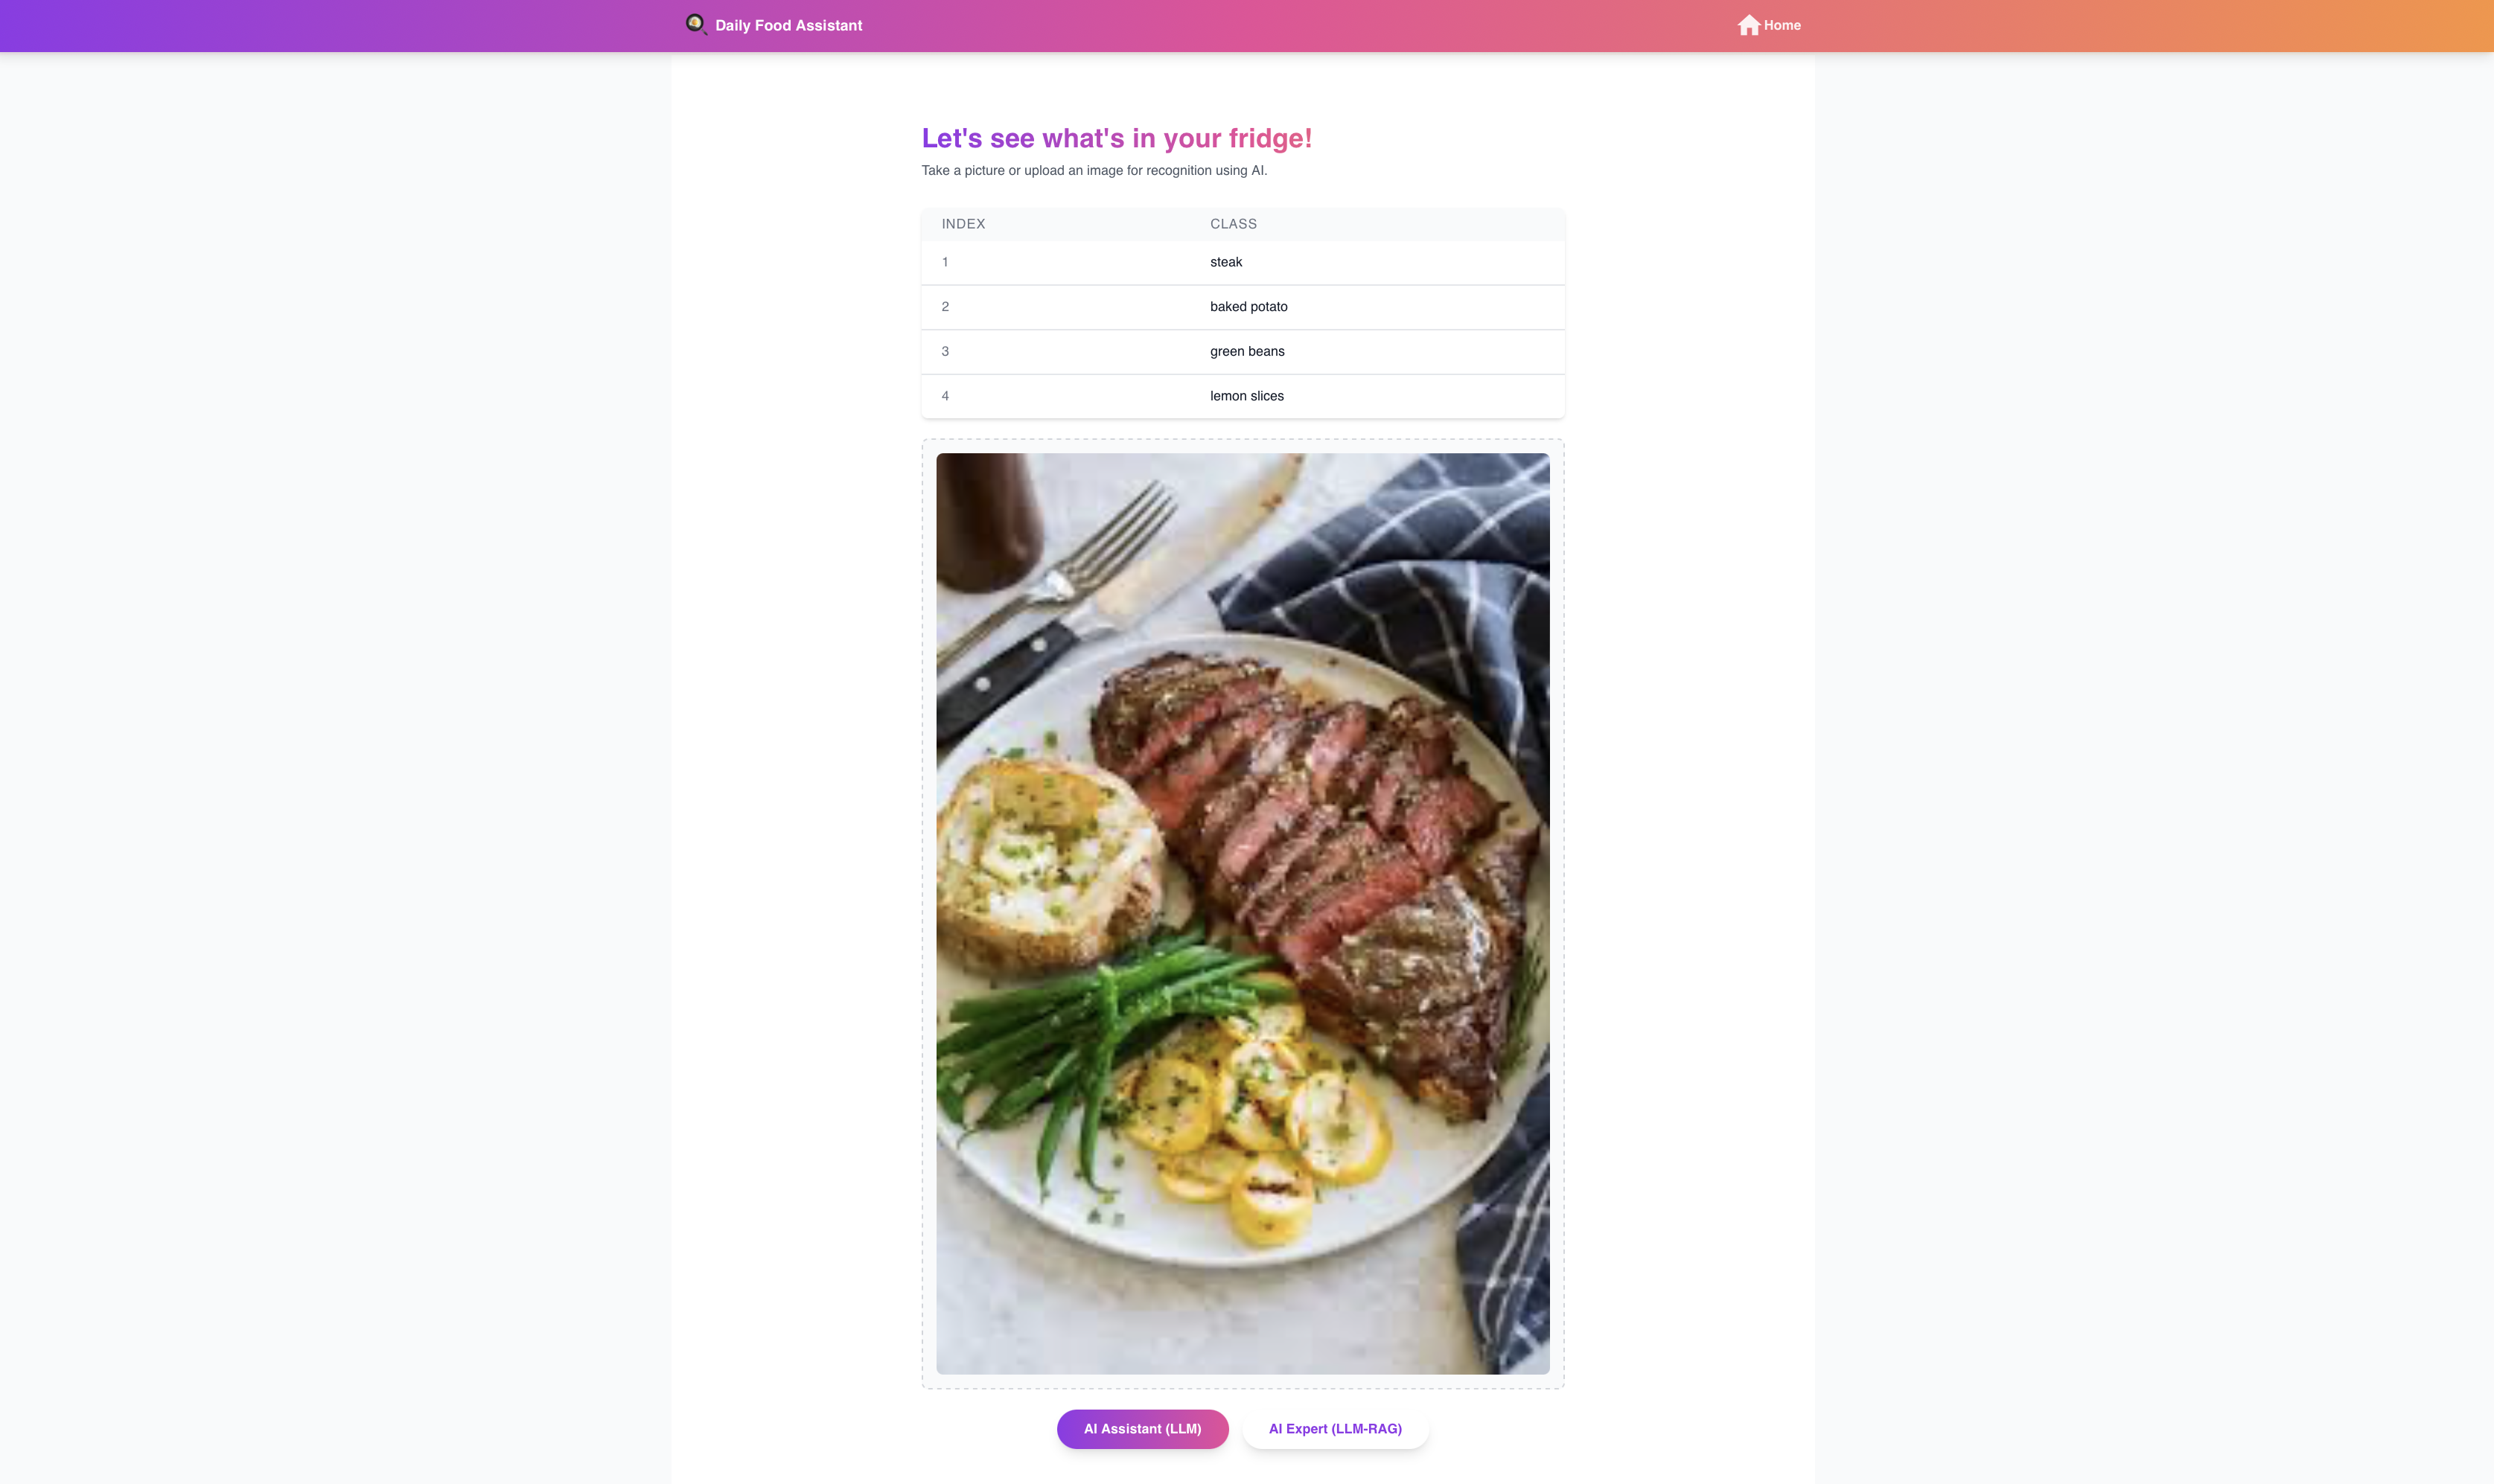 Daily Food Assistant
Home
Let's see what's in your fridge!
Take a picture or upload an image for recognition using AI.
INDEX CLASS
1 steak
2 baked potato
3 green beans
4 lemon slices
AI Assistant (LLM)
AI Expert (LLM-RAG)